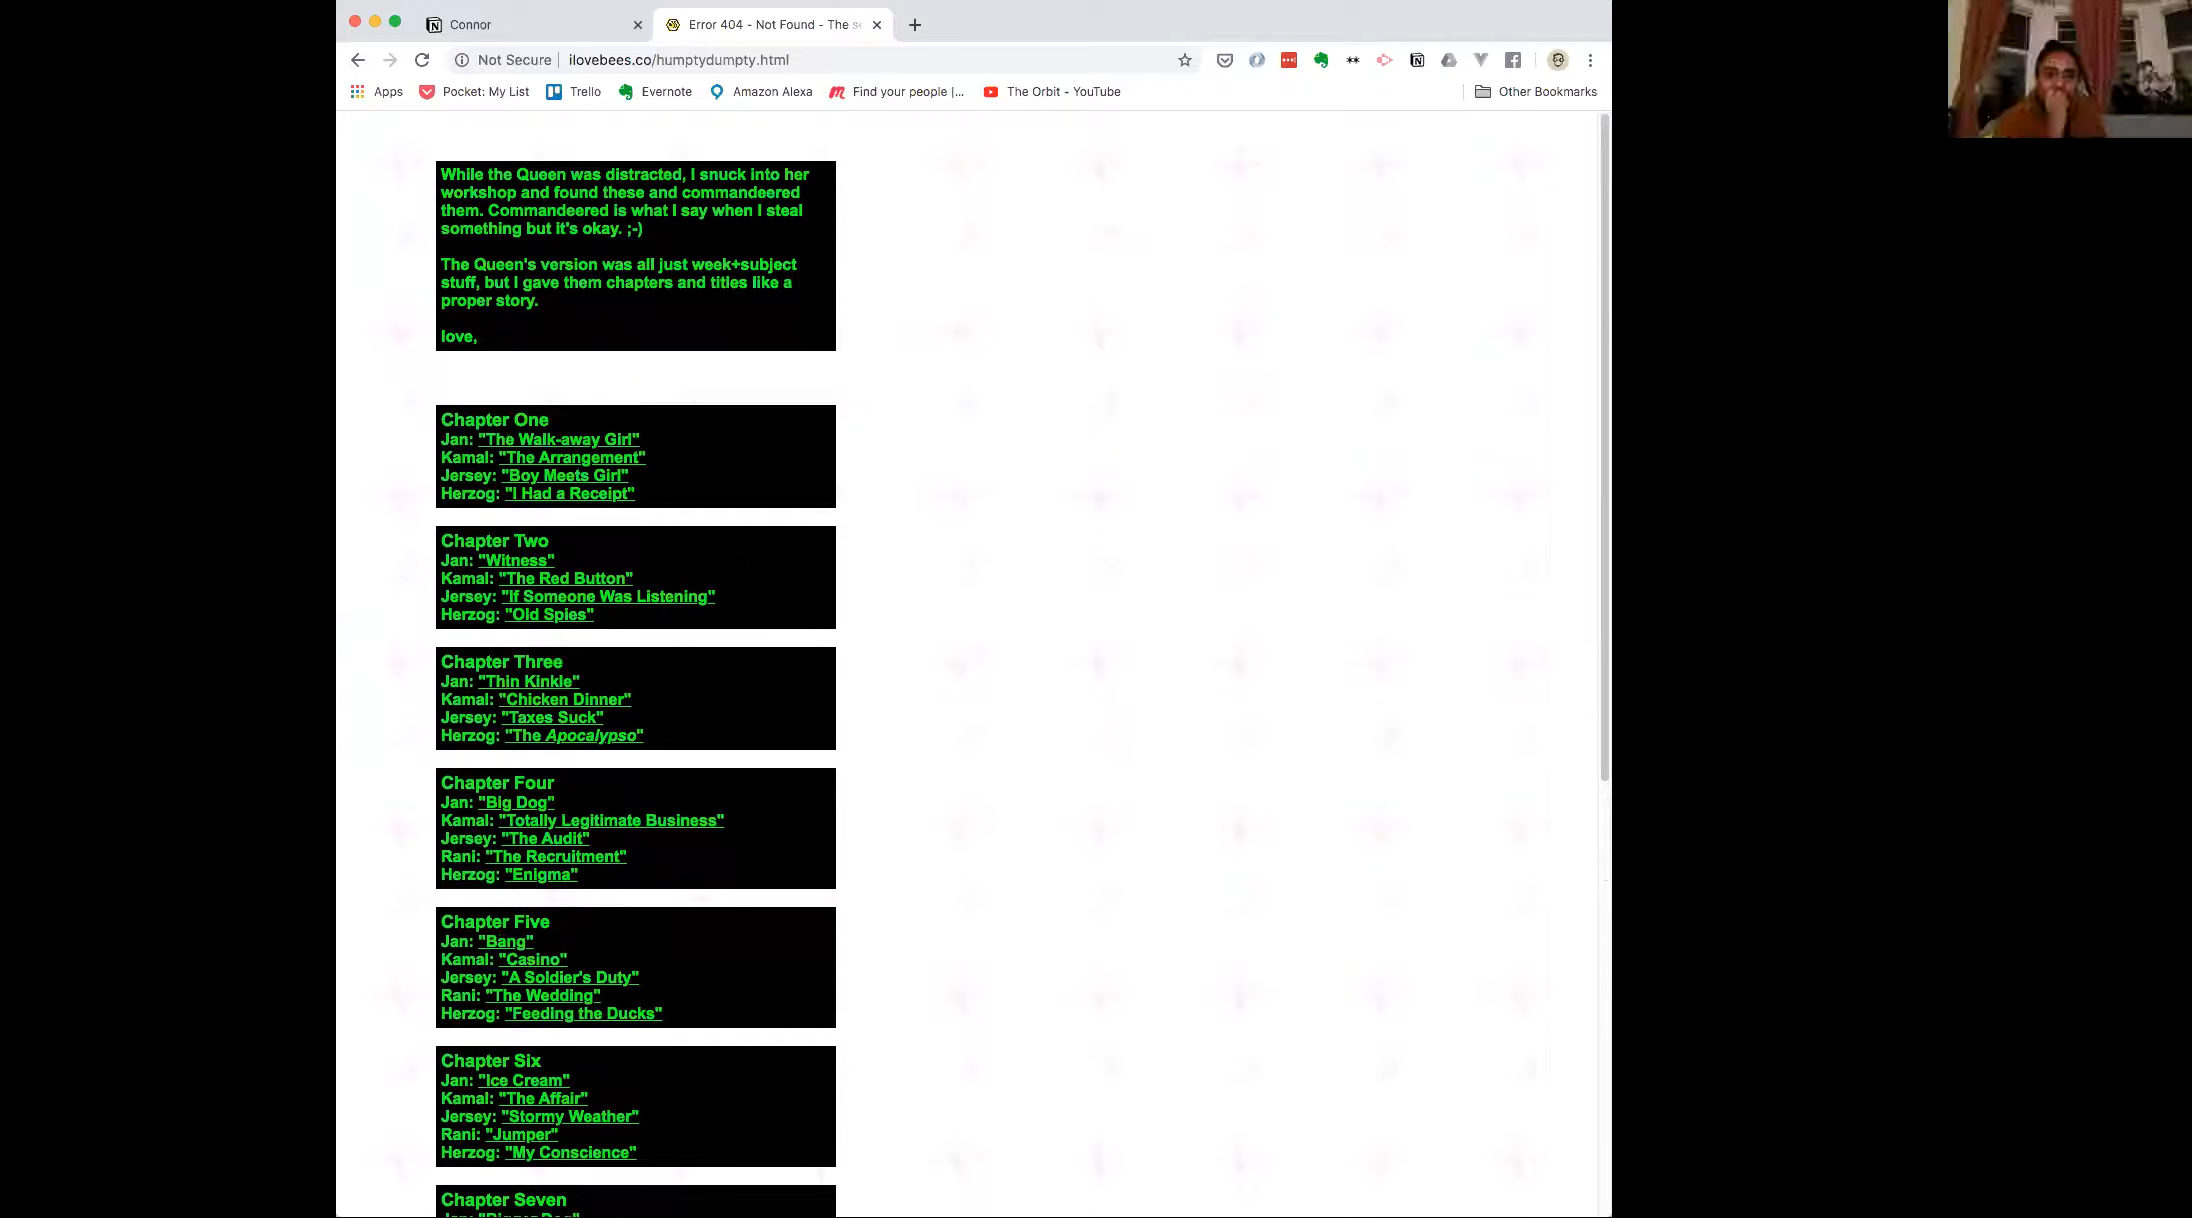 Connor
Error 404 - Not Found - The se
Not Secure
ilovebees.co/humptydumpty.html
Apps
Pocket: My List
Trello
Evernote
Amazon Alexa
Find your people |...
The Orbit - YouTube
Other Bookmarks
While the Queen was distracted, I snuck into her
workshop and found these and commandeered
them. Commandeered is what I say when I steal
something but it's okay. ;-)
The Queen's version was all just week+subject
stuff, but I gave them chapters and titles like a
proper story.
love,
Chapter One
Jan: "The Walk-away Girl"
Kamal: "The Arrangement"
Jersey: "Boy Meets Girl"
Herzog: "I Had a Receipt"
Chapter Two
Jan: "Witness"
Kamal: "The Red Button"
Jersey: "If Someone Was Listening"
Herzog: "Old Spies"
Chapter Three
Jan: "Thin Kinkle"
Kamal: "Chicken Dinner"
Jersey: "Taxes Suck"
Herzog: "The Apocalypso"
Chapter Four
Jan: "Big Dog"
Kamal: "Totally Legitimate Business"
Jersey: "The Audit"
Rani: "The Recruitment"
Herzog: "Enigma"
Chapter Five
Jan: "Bang"
Kamal: "Casino"
Jersey: "A Soldier's Duty"
Rani: "The Wedding"
Herzog: "Feeding the Ducks"
Chapter Six
Jan: "Ice Cream"
Kamal: "The Affair"
Jersey: "Stormy Weather"
Rani: "Jumper"
Herzog: "My Conscience"
Chapter Seven